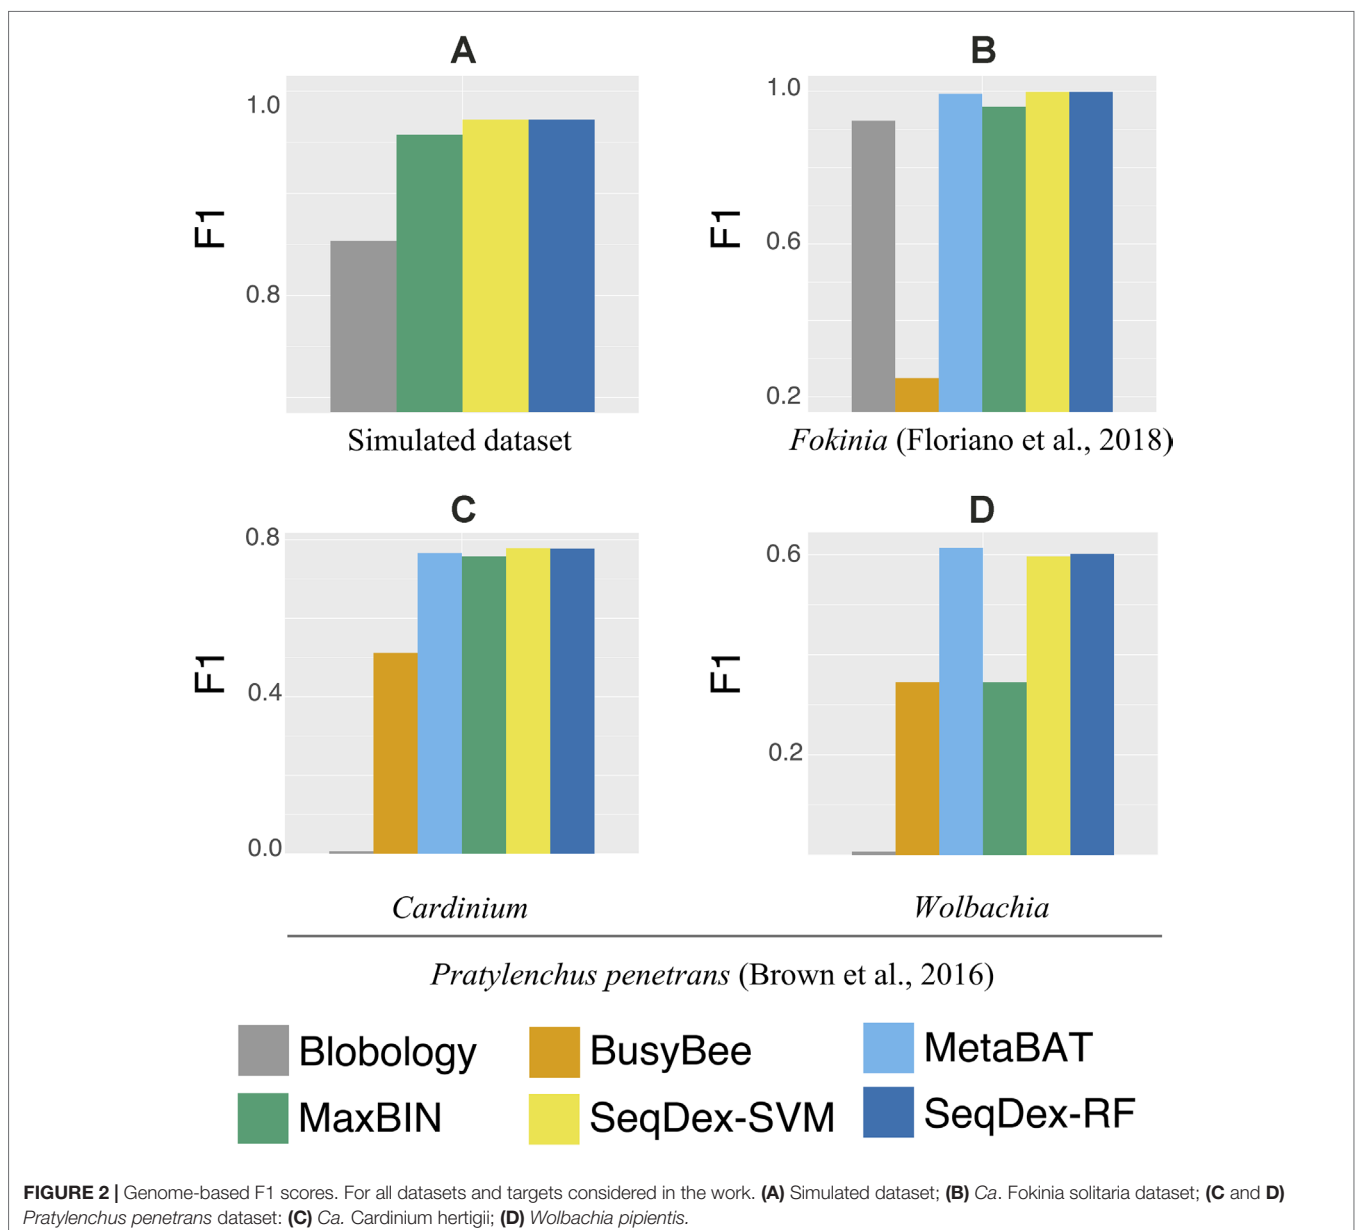 A
B
1.0
0.8
F1
1.0
0.6
0.2
F1
Simulated dataset
Fokinia (Floriano et al., 2018)
C
D
0.8
0.4
0.0
F1
0.6
0.2
F1
Cardinium
Wolbachia
Pratylenchus penetrans (Brown et al., 2016)
Blobology
BusyBee
MetaBAT
MaxBIN
SeqDex-SVM
SeqDex-RF
FIGURE 2 | Genome-based F1 scores. For all datasets and targets considered in the work. (A) Simulated dataset; (B) Ca. Fokinia solitaria dataset; (C and D)
Pratylenchus penetrans dataset: (C) Ca. Cardinium hertigii; (D) Wolbachia pipientis.